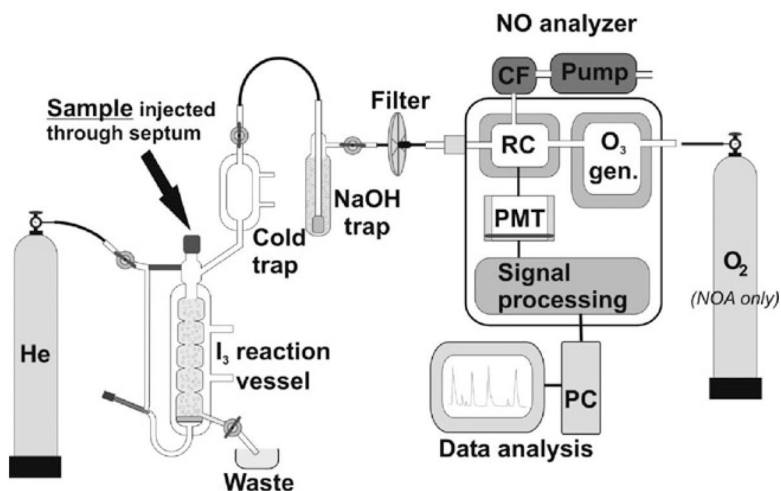 NO analyzer
CF
Pump
Sample injected
through septum
Filter
RC
O₃
gen.
NaOH
trap
PMT
Cold
trap
O₂
(NOA only)
Signal
processing
He
I₃ reaction
vessel
PC
Data analysis
Waste